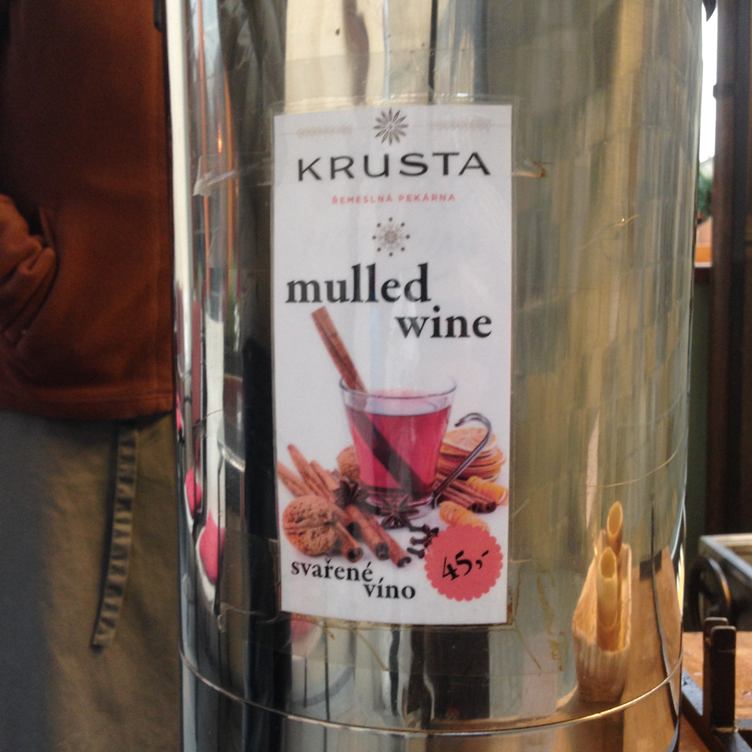 KRUSTA
ŘEMESLNÁ PEKÁRNA
mulled
wine
svařené
víno
45,-